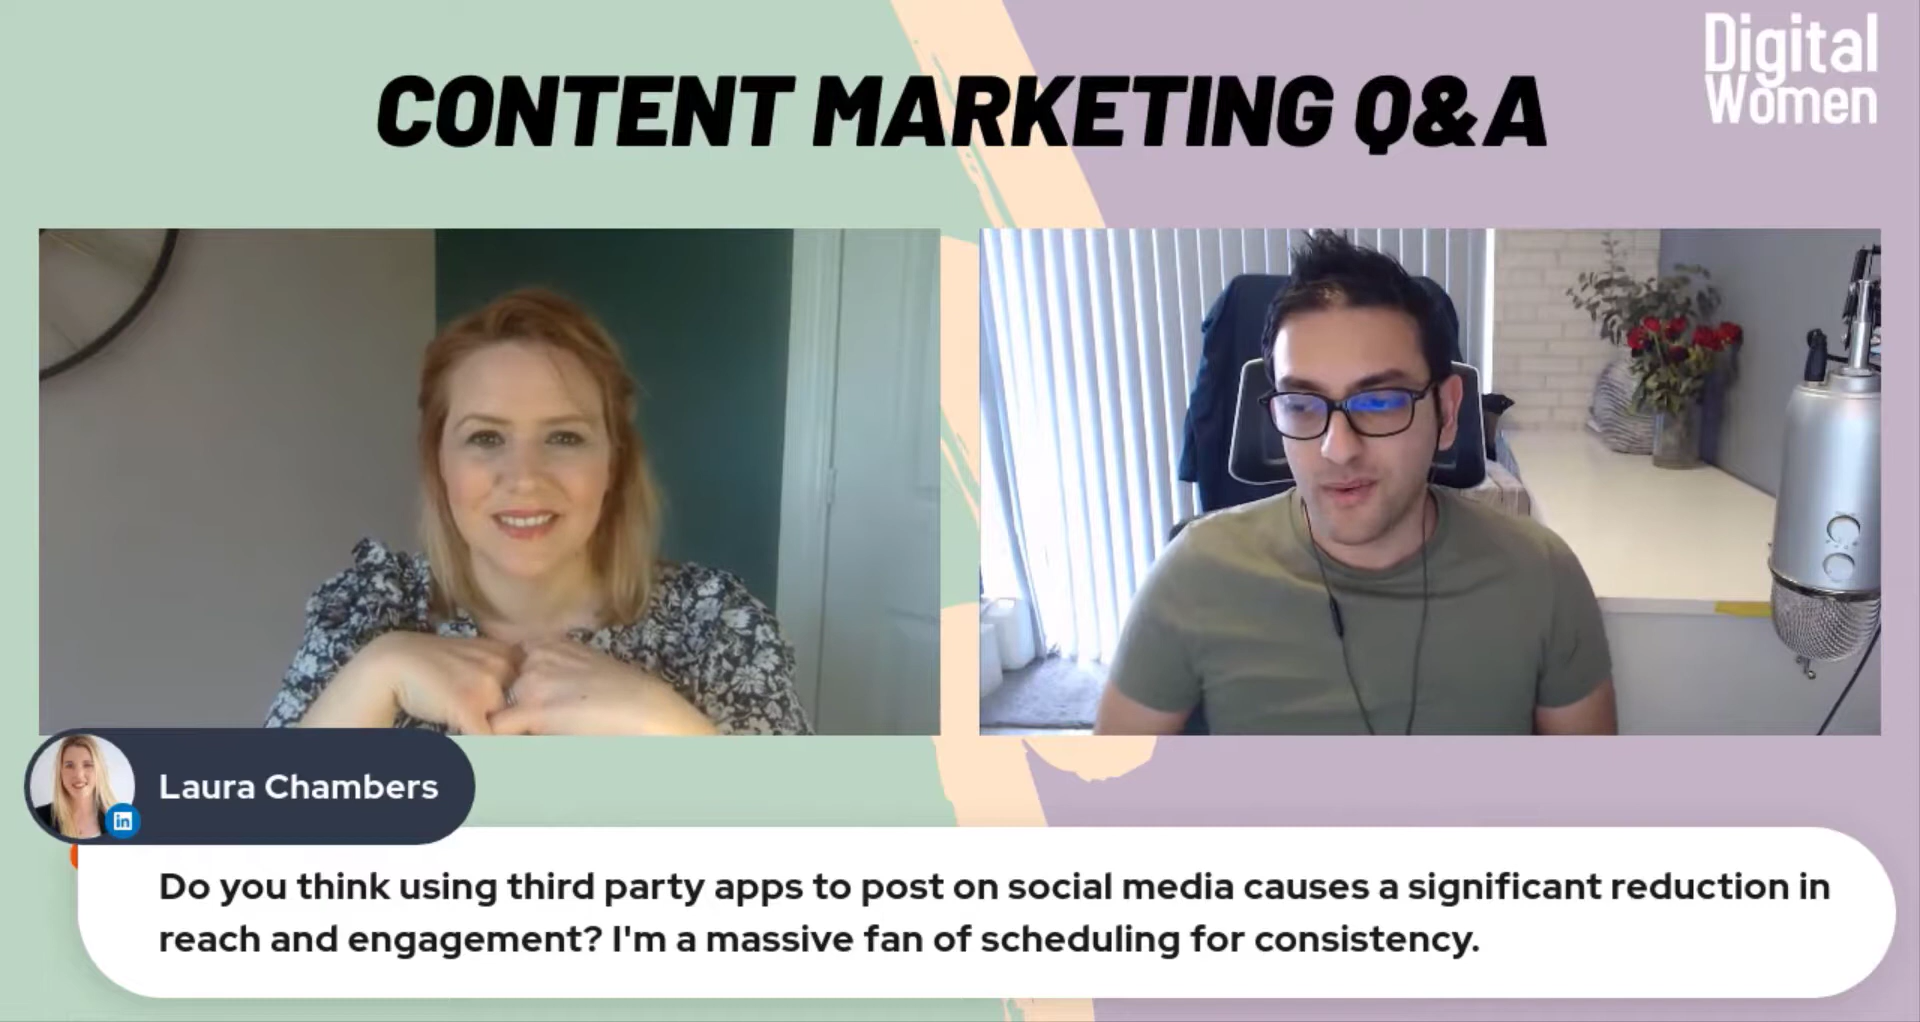 Digital
Women
CONTENT MARKETING Q&A
Laura Chambers
in
Do you think using third party apps to post on social media causes a significant reduction in
reach and engagement? I'm a massive fan of scheduling for consistency.